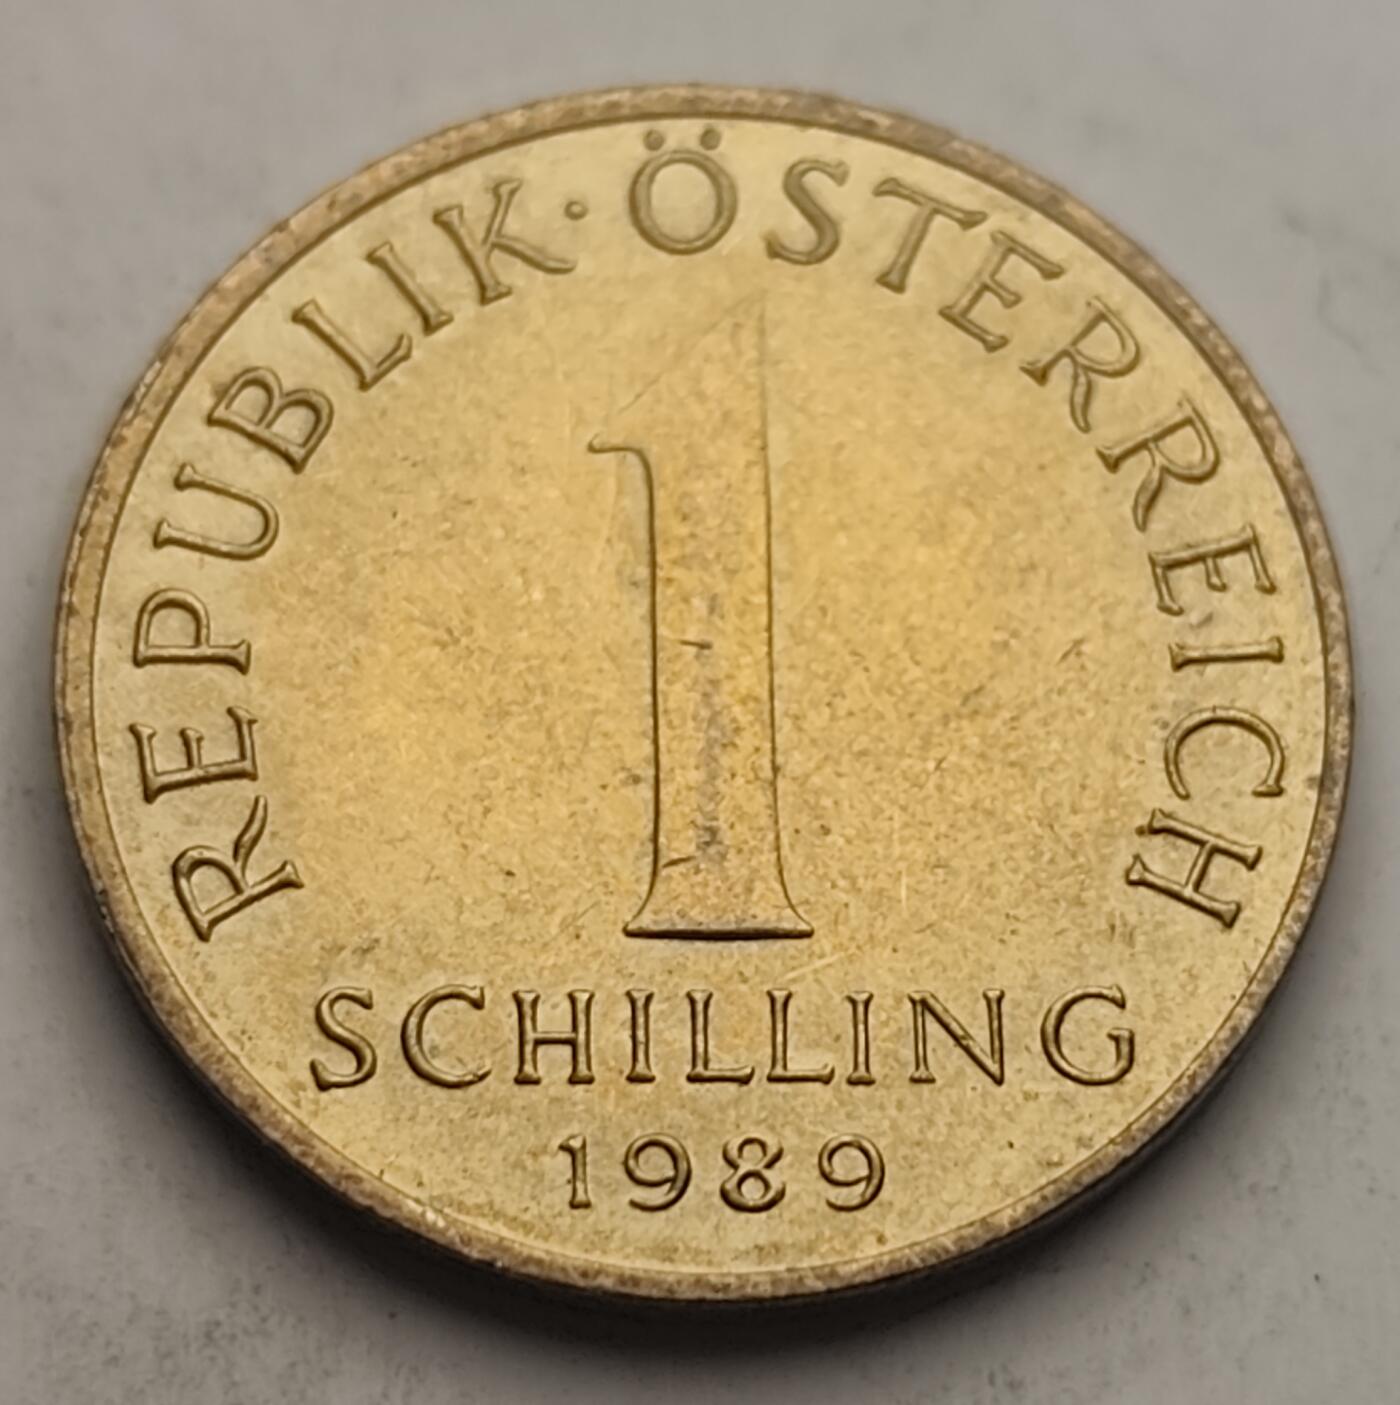 REPUBLIK · ÖSTERREICH
1
SCHILLING
1989